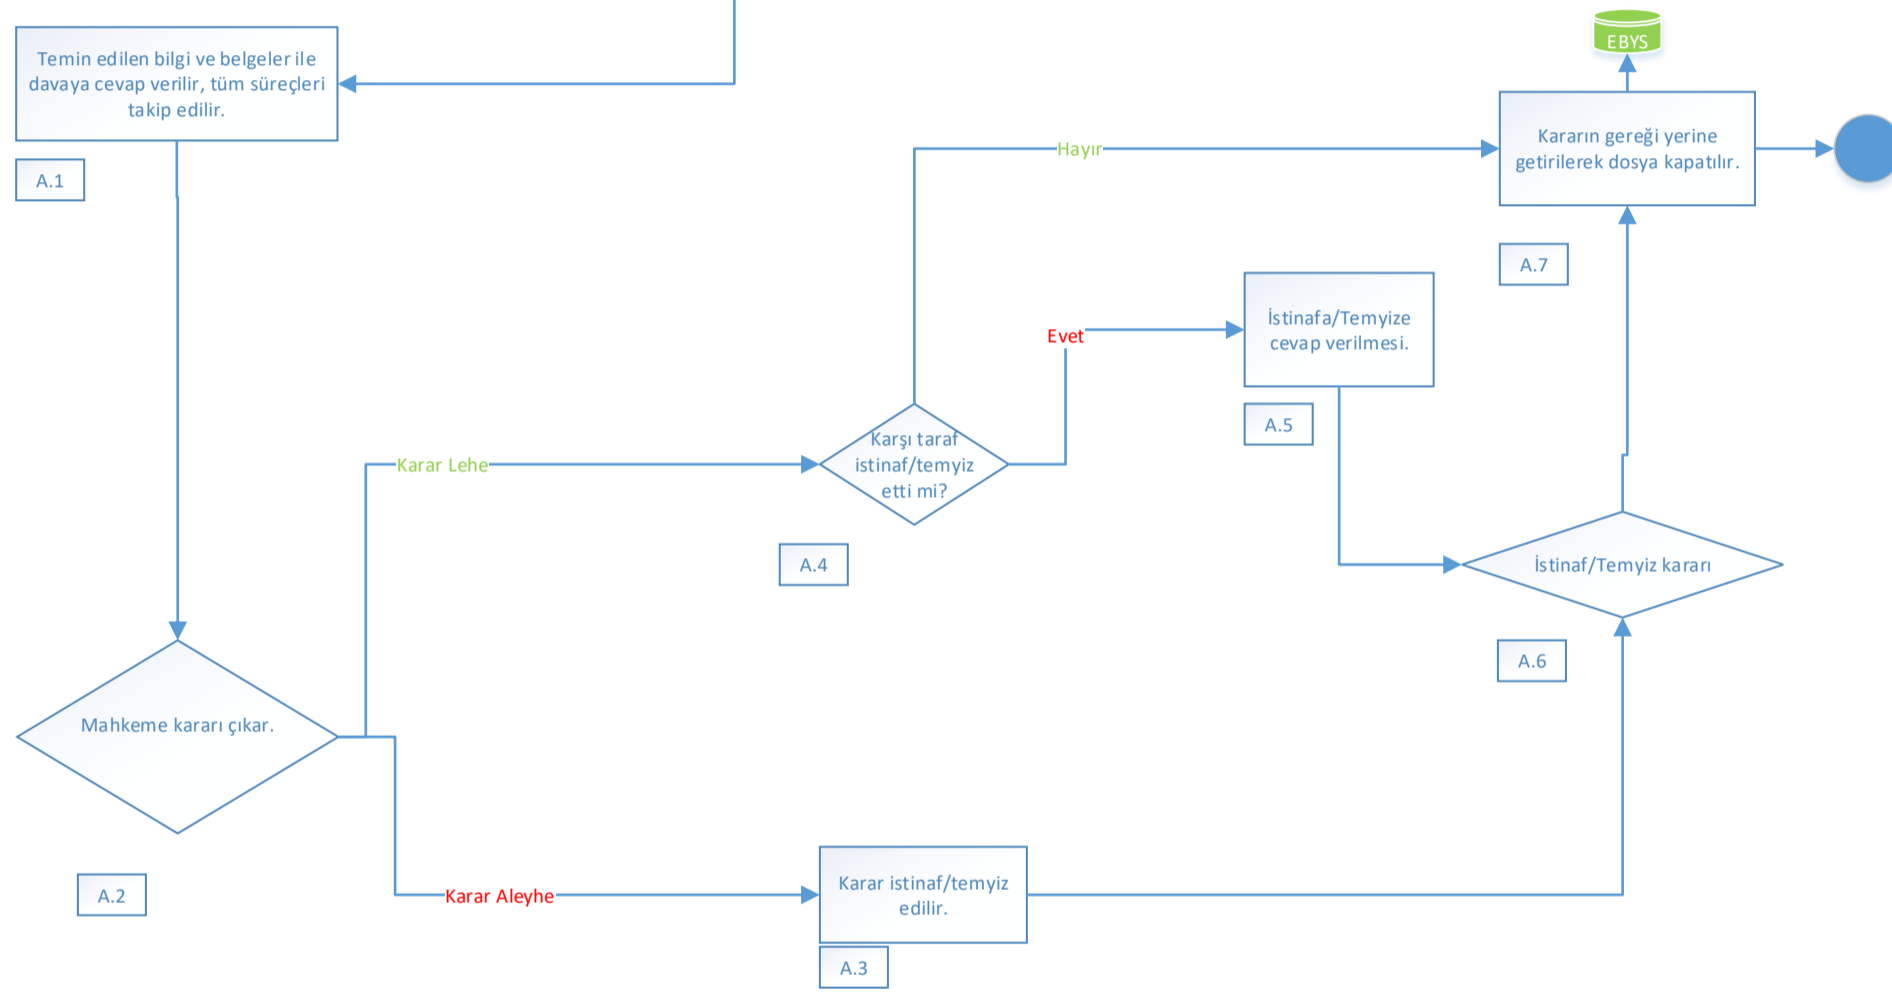 Temin edilen bilgi ve belgeler ile
davaya cevap verilir, tüm süreçleri
takip edilir.
A.1
Mahkeme kararı çıkar.
A.2
Karar Lehe
Karar Aleyhe
Karar istinaf/temyiz
edilir.
A.3
Karşı taraf
istinaf/temyiz
etti mi?
A.4
Hayır
Evet
İstinafa/Temyize
cevap verilmesi.
A.5
İstinaf/Temyiz kararı
A.6
EBYS
Kararın gereği yerine
getirilerek dosya kapatılır.
A.7